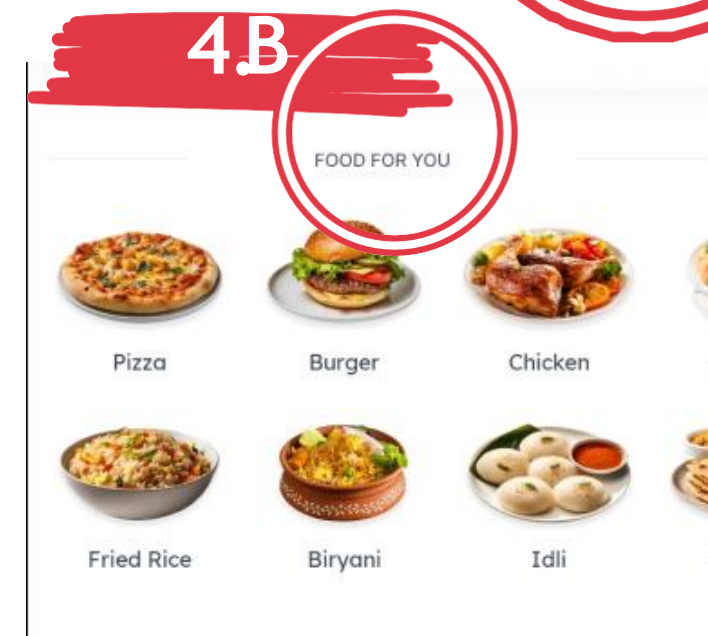 4.B
FOOD FOR YOU
Pizza
Burger
Chicken
Fried Rice
Biryani
Idli